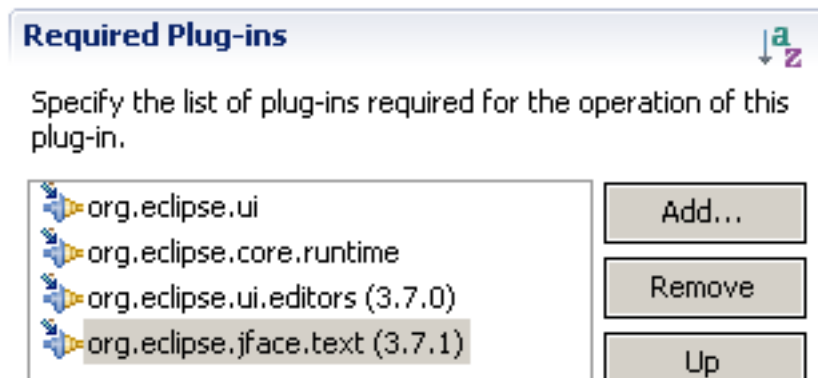 Required Plug-ins
a
z
Specify the list of plug-ins required for the operation of this
plug-in.
org.eclipse.ui
Add...
org.eclipse.core.runtime
Remove
org.eclipse.ui.editors (3.7.0)
org.eclipse.jface.text (3.7.1)
Up